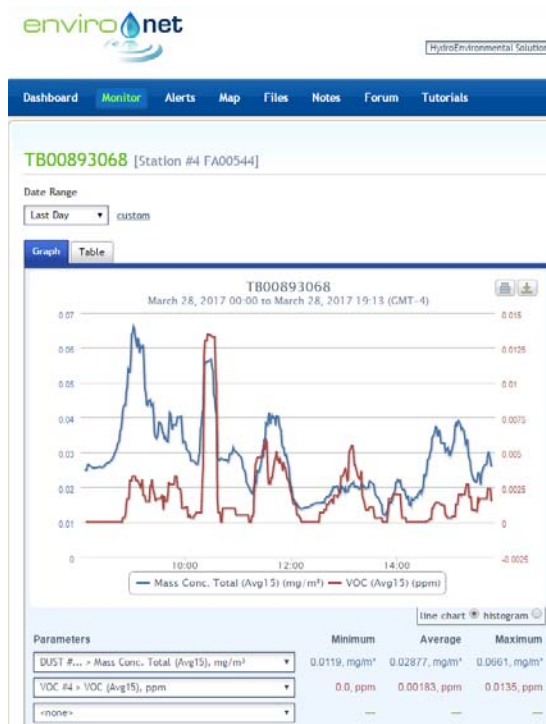 enviro net
HydroEnvironmental Solution
Dashboard Monitor Alerts Map Files Notes Forum Tutorials
TB00893068 [Station #4 FA00544]
Date Range
Last Day custom
Graph Table
TB00893068
March 28, 2017 00:00 to March 28, 2017 19:13 (GMT-4)
0.07 0.015
0.06 0.0125
0.05 0.01
0.04 0.0075
0.03 0.005
0.02 0.0025
0.01 0
0 -0.0025
10:00 12:00 14:00
Mass Conc. Total (Avg15) (mg/m³) VOC (Avg15) (ppm)
line chart histogram
Parameters Minimum Average Maximum
DUST #... > Mass Conc. Total (Avg15), mg/m³ 0.0119, mg/m³ 0.02877, mg/m³ 0.0661, mg/m³
VOC #4 > VOC (Avg15), ppm 0.0, ppm 0.00183, ppm 0.0135, ppm
<none> — — —